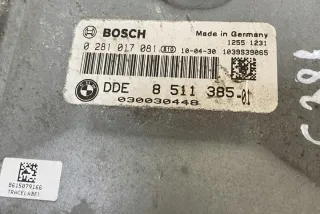 BOSCH
Made in Germany
1255 1231
0 281 017 081
10-04-30 1039S39065
DDE 8 511 385-01
030030448
8615079166
TRACELABEL